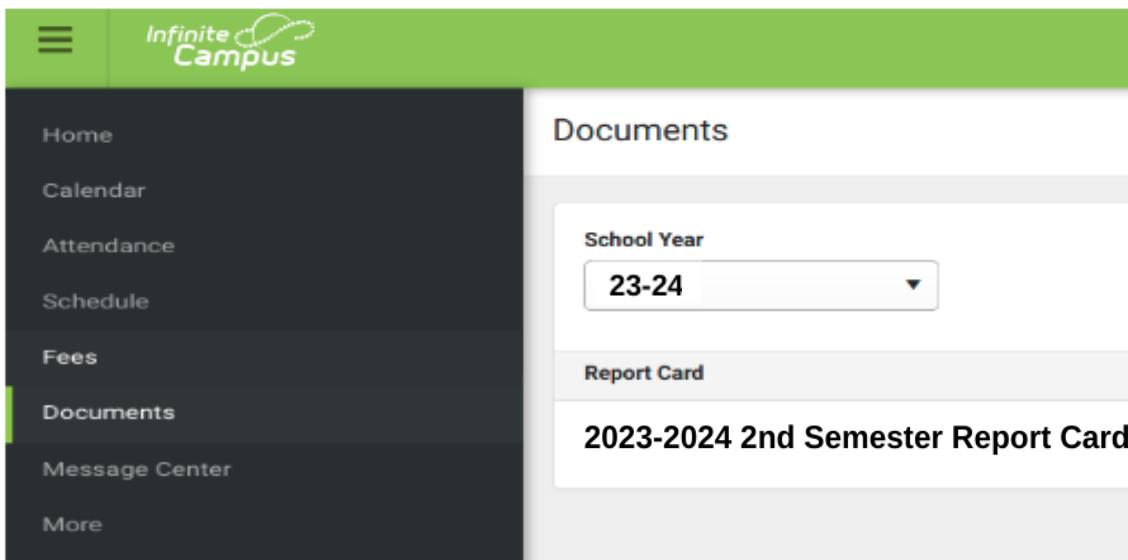 Infinite
Campus
Home
Calendar
Attendance
Schedule
Fees
Documents
Message Center
More
Documents
School Year
23-24
Report Card
2023-2024 2nd Semester Report Card